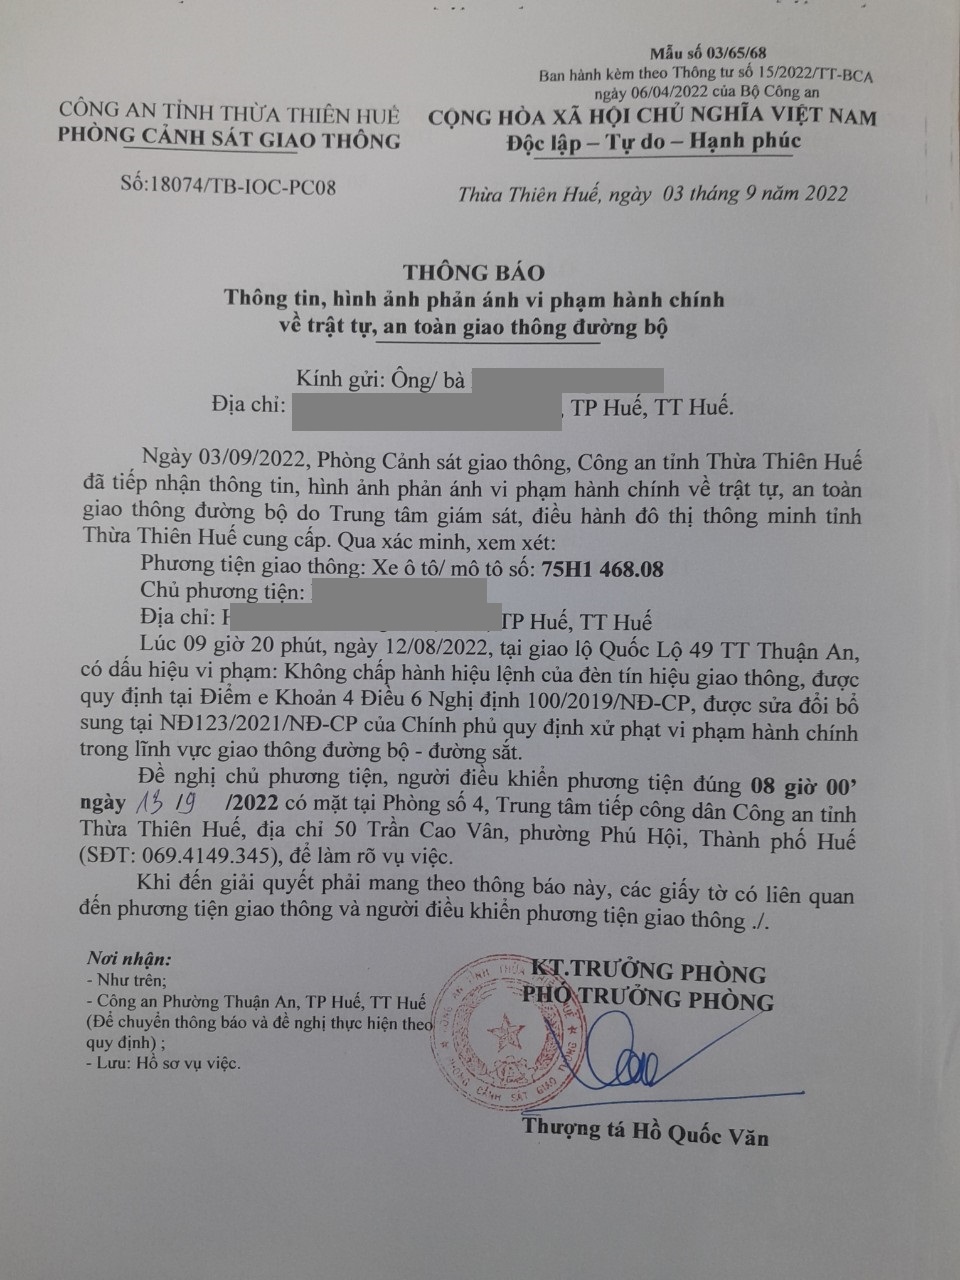 Mẫu số 03/65/68
Ban hành kèm theo Thông tư số 15/2022/TT-BCA
ngày 06/04/2022 của Bộ Công an
CÔNG AN TỈNH THỪA THIÊN HUẾ
PHÒNG CẢNH SÁT GIAO THÔNG
CỘNG HÒA XÃ HỘI CHỦ NGHĨA VIỆT NAM
Độc lập – Tự do – Hạnh phúc
Số:18074/TB-IOC-PC08
Thừa Thiên Huế, ngày 03 tháng 9 năm 2022
THÔNG BÁO
Thông tin, hình ảnh phản ánh vi phạm hành chính
về trật tự, an toàn giao thông đường bộ
Kính gửi: Ông/ bà
Địa chỉ: , TP Huế, TT Huế.
Ngày 03/09/2022, Phòng Cảnh sát giao thông, Công an tỉnh Thừa Thiên Huế
đã tiếp nhận thông tin, hình ảnh phản ánh vi phạm hành chính về trật tự, an toàn
giao thông đường bộ do Trung tâm giám sát, điều hành đô thị thông minh tỉnh
Thừa Thiên Huế cung cấp. Qua xác minh, xem xét:
Phương tiện giao thông: Xe ô tô/ mô tô số: 75H1 468.08
Chủ phương tiện:
Địa chỉ: TP Huế, TT Huế
Lúc 09 giờ 20 phút, ngày 12/08/2022, tại giao lộ Quốc Lộ 49 TT Thuận An,
có dấu hiệu vi phạm: Không chấp hành hiệu lệnh của đèn tín hiệu giao thông, được
quy định tại Điểm e Khoản 4 Điều 6 Nghị định 100/2019/NĐ-CP, được sửa đổi bổ
sung tại NĐ123/2021/NĐ-CP của Chính phủ quy định xử phạt vi phạm hành chính
trong lĩnh vực giao thông đường bộ - đường sắt.
Đề nghị chủ phương tiện, người điều khiển phương tiện đúng 08 giờ 00’
ngày 13/9 /2022 có mặt tại Phòng số 4, Trung tâm tiếp công dân Công an tỉnh
Thừa Thiên Huế, địa chỉ 50 Trần Cao Vân, phường Phú Hội, Thành phố Huế
(SĐT: 069.4149.345), để làm rõ vụ việc.
Khi đến giải quyết phải mang theo thông báo này, các giấy tờ có liên quan
đến phương tiện giao thông và người điều khiển phương tiện giao thông ./.
Nơi nhận:
- Như trên;
- Công an Phường Thuận An, TP Huế, TT Huế
(Để chuyển thông báo và đề nghị thực hiện theo
quy định) ;
- Lưu: Hồ sơ vụ việc.
KT.TRƯỞNG PHÒNG
PHÓ TRƯỞNG PHÒNG
PHÒNG CẢNH SÁT GIAO THÔNG
Thượng tá Hồ Quốc Văn